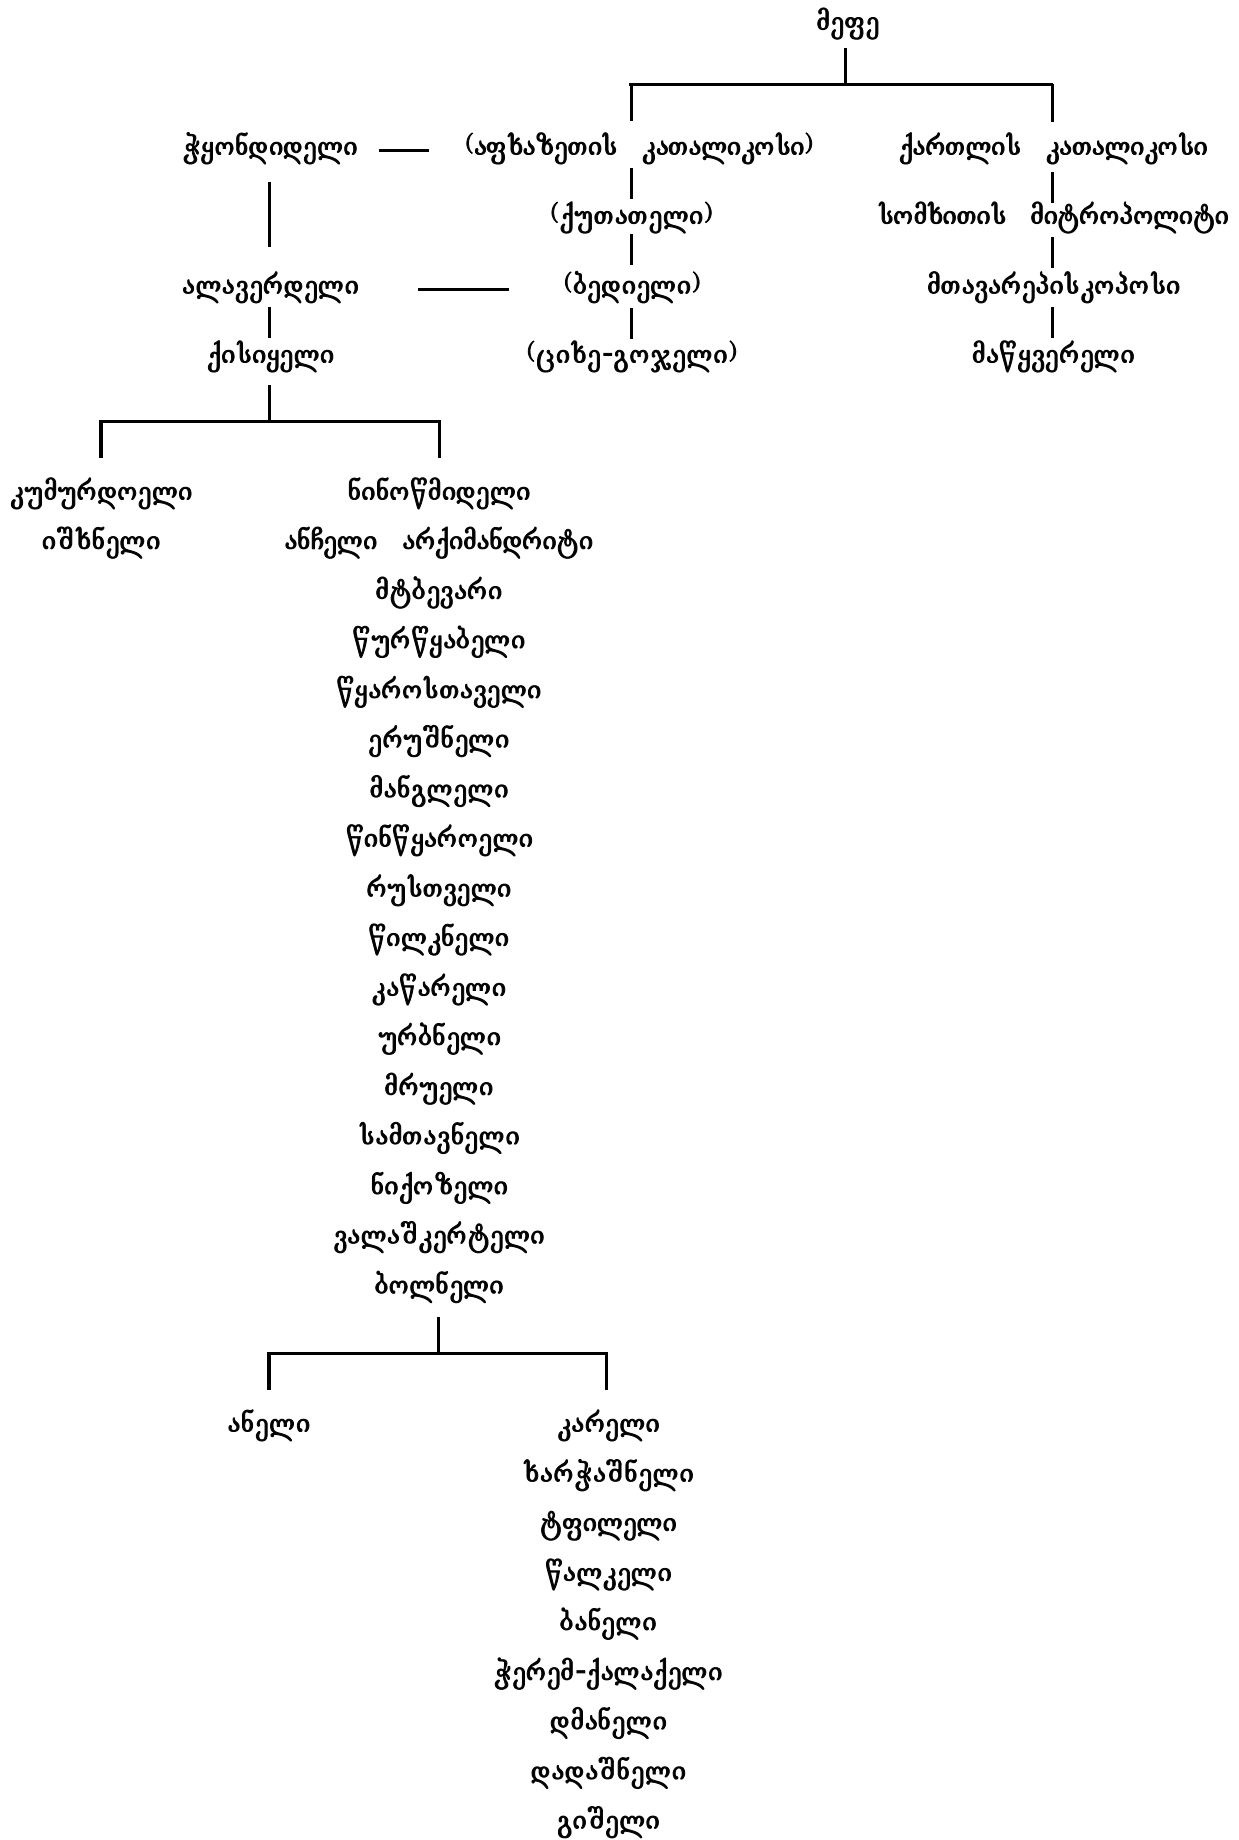 მეფე
ჭყონდიდელი — (აფხაზეთის კათალიკოსი) ქართლის კათალიკოსი
(ქუთათელი) სომხითის მიტროპოლიტი
ალავერდელი — (ბედიელი) მთავარეპისკოპოსი
ქისიყელი (ციხე-გოჯელი) მაწყვერელი
კუმურდოელი ნინოწმიდელი
იშხნელი ანჩელი არქიმანდრიტი
მტბევარი
წურწყაბელი
წყაროსთაველი
ერუშნელი
მანგლელი
წინწყაროელი
რუსთველი
წილკნელი
კაწარელი
ურბნელი
მრუელი
სამთავნელი
ნიქოზელი
ვალაშკერტელი
ბოლნელი
ანელი კარელი
ხარჭაშნელი
ტფილელი
წალკელი
ბანელი
ჭერემ-ქალაქელი
დმანელი
დადაშნელი
გიშელი